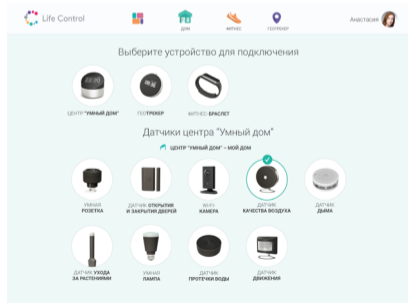 Life Control
ДОМ
ФИТНЕС
ГЕОТРЕКЕР
Анастасия
Выберите устройство для подключения
ЦЕНТР "УМНЫЙ ДОМ"
ГЕОТРЕКЕР
ФИТНЕС-БРАСЛЕТ
Датчики центра "Умный дом"
ЦЕНТР "УМНЫЙ ДОМ" – МОЙ ДОМ
УМНАЯ
РОЗЕТКА
ДАТЧИК ОТКРЫТИЯ
И ЗАКРЫТИЯ ДВЕРЕЙ
WI-FI
КАМЕРА
ДАТЧИК
КАЧЕСТВА ВОЗДУХА
ДАТЧИК
ДЫМА
ДАТЧИК УХОДА
ЗА РАСТЕНИЯМИ
УМНАЯ
ЛАМПА
ДАТЧИК
ПРОТЕЧКИ ВОДЫ
ДАТЧИК
ДВИЖЕНИЯ